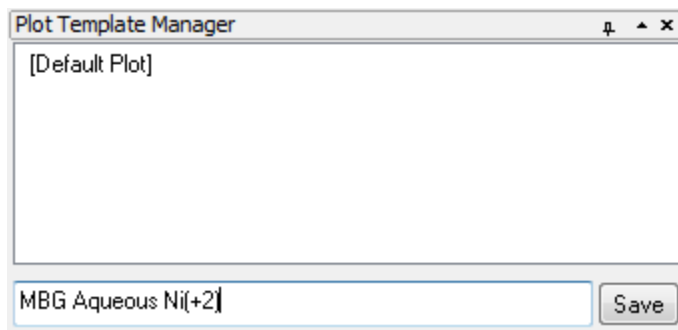 Plot Template Manager
[Default Plot]
MBG Aqueous Ni(+2)
Save